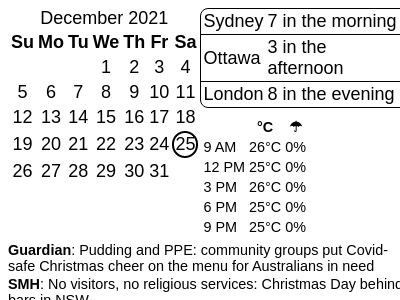 December 2021
Su Mo Tu We Th Fr Sa
1 2 3 4
5 6 7 8 9 10 11
12 13 14 15 16 17 18
19 20 21 22 23 24 25
26 27 28 29 30 31
Sydney 7 in the morning
Ottawa 3 in the
afternoon
London 8 in the evening
°C ☂
9 AM 26°C 0%
12 PM 25°C 0%
3 PM 26°C 0%
6 PM 25°C 0%
9 PM 25°C 0%
Guardian: Pudding and PPE: community groups put Covid-
safe Christmas cheer on the menu for Australians in need
SMH: No visitors, no religious services: Christmas Day behind
bars in NSW